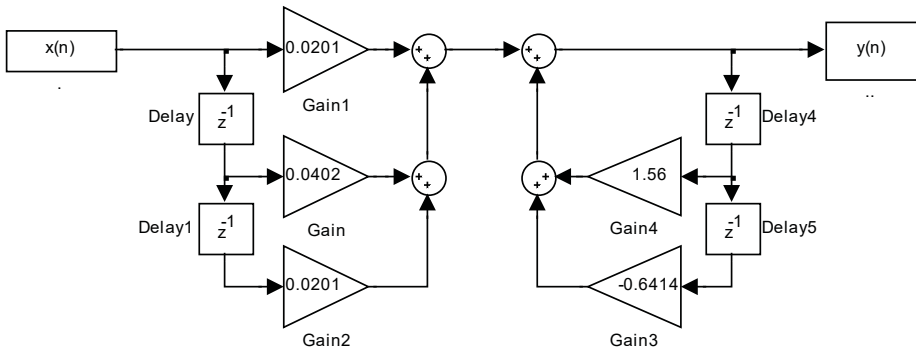 x(n)
.
0.0201
+
+
+
+
y(n)
..
Gain1
Delay
-1
z
-1
z
Delay4
0.0402
+
+
+
+
1.56
Delay1
-1
z
Gain
Gain4
-1
z
Delay5
0.0201
-0.6414
Gain2
Gain3